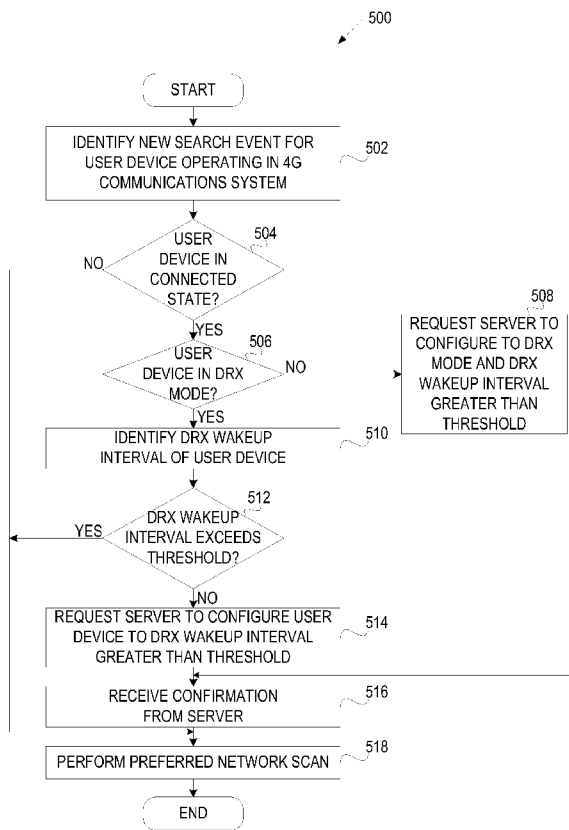 500
START
IDENTIFY NEW SEARCH EVENT FOR
USER DEVICE OPERATING IN 4G
COMMUNICATIONS SYSTEM
502
USER
DEVICE IN
CONNECTED
STATE?
504
NO
YES
USER
DEVICE IN DRX
MODE?
506
NO
YES
508
REQUEST SERVER TO
CONFIGURE TO DRX
MODE AND DRX
WAKEUP INTERVAL
GREATER THAN
THRESHOLD
IDENTIFY DRX WAKEUP
INTERVAL OF USER DEVICE
510
DRX WAKEUP
INTERVAL EXCEEDS
THRESHOLD?
512
YES
NO
REQUEST SERVER TO CONFIGURE USER
DEVICE TO DRX WAKEUP INTERVAL
GREATER THAN THRESHOLD
514
RECEIVE CONFIRMATION
FROM SERVER
516
PERFORM PREFERRED NETWORK SCAN
518
END